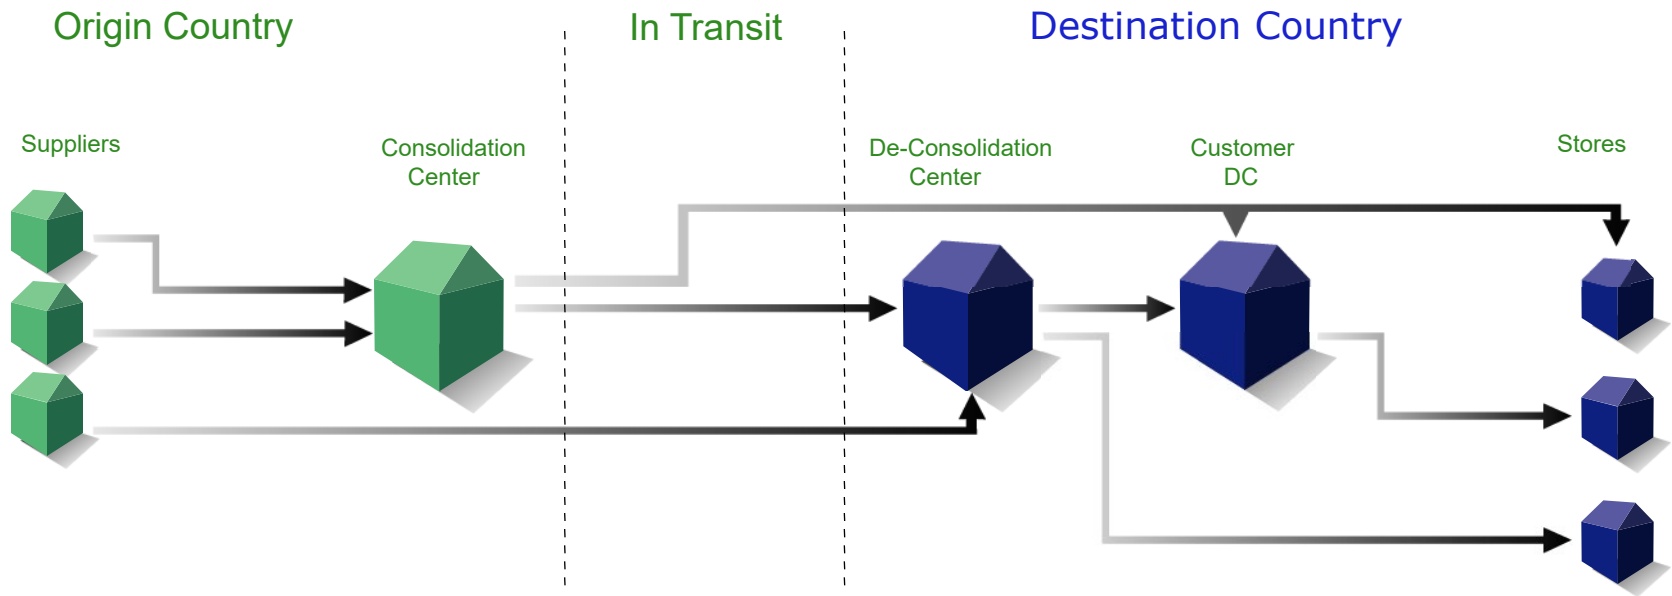 Origin Country
In Transit
Destination Country
Suppliers
Consolidation
Center
De-Consolidation
Center
Customer
DC
Stores